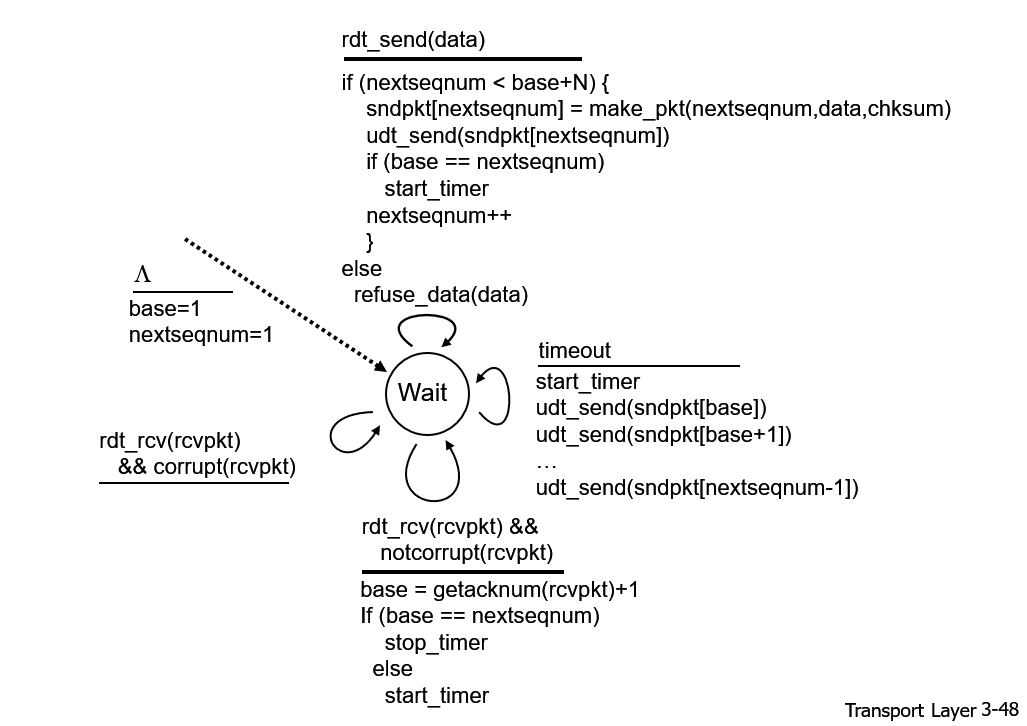 rdt_send(data)
if (nextseqnum < base+N) {
sndpkt[nextseqnum] = make_pkt(nextseqnum,data,chksum)
udt_send(sndpkt[nextseqnum])
if (base == nextseqnum)
start_timer
nextseqnum++
}
else
refuse_data(data)
Λ
base=1
nextseqnum=1
Wait
timeout
start_timer
udt_send(sndpkt[base])
udt_send(sndpkt[base+1])
…
udt_send(sndpkt[nextseqnum-1])
rdt_rcv(rcvpkt)
&& corrupt(rcvpkt)
rdt_rcv(rcvpkt) &&
notcorrupt(rcvpkt)
base = getacknum(rcvpkt)+1
If (base == nextseqnum)
stop_timer
else
start_timer
Transport Layer 3-48